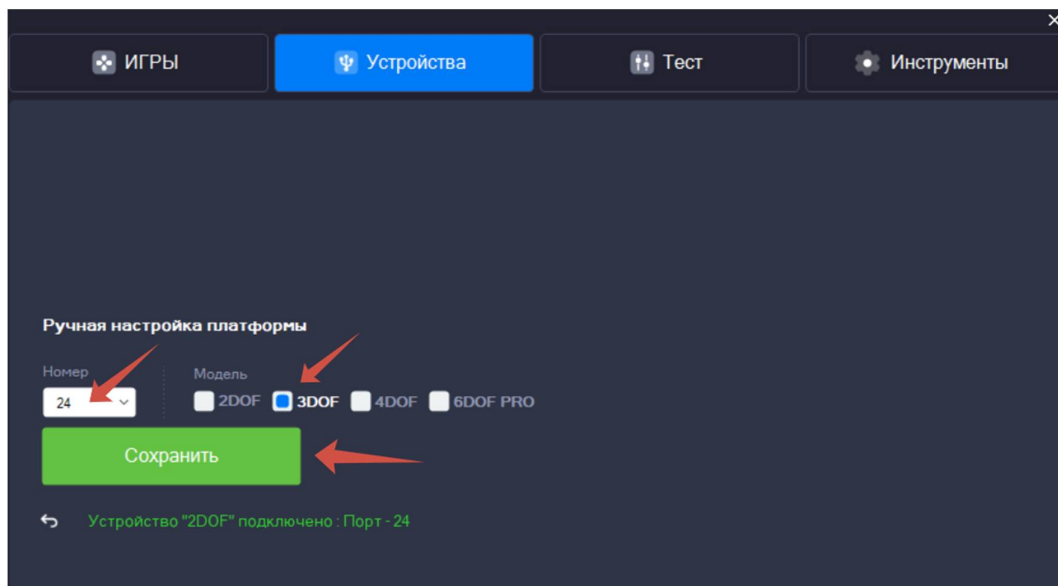 ИГРЫ Устройства Тест Инструменты
Ручная настройка платформы
Номер Модель
24 2DOF 3DOF 4DOF 6DOF PRO
Сохранить
Устройство "2DOF" подключено : Порт - 24